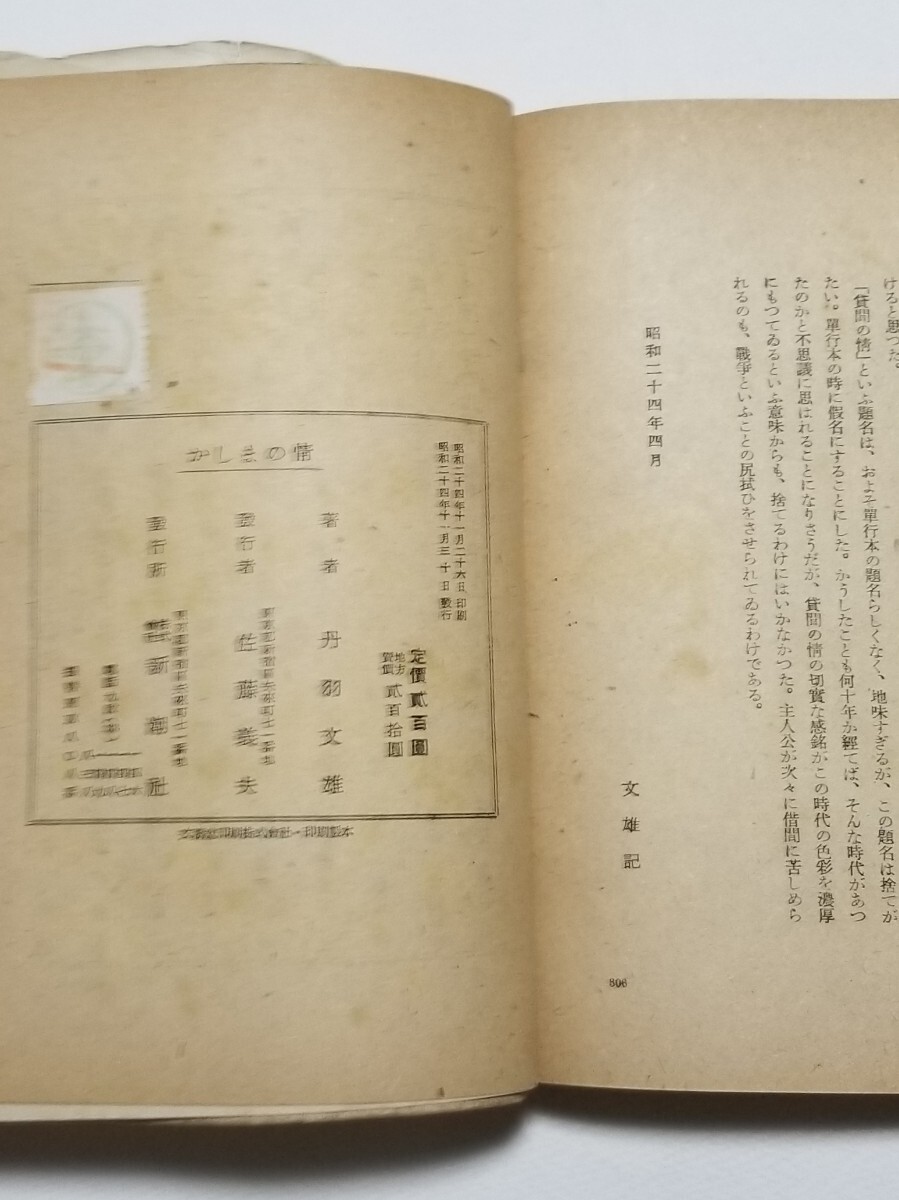 けると思つた。
「貸間の情」といふ題名は、およそ單行本の題名らしくなく、地味すぎるが、この題名は捨てが
たい。單行本の時に假名にすることにした。かうしたことも何十年か經てば、そんな時代があつ
たのかと不思議に思はれることになりさうだが、貸間の情の切實な感銘がこの時代の色彩を濃厚
にもつてゐるといふ意味からも、捨てるわけにはいかなかつた。主人公が次々に借間に苦しめら
れるのも、戰爭といふことの尻拭ひをさせられてゐるわけである。
昭和二十四年四月
文雄記
306
昭和二十四年十一月二十六日 印刷
昭和二十四年十一月三十日 發行
定價 貳百圓
地方賣價 貳百拾圓
かしまの情
著者 丹羽文雄
發行者 佐藤義夫
發行所 新潮社